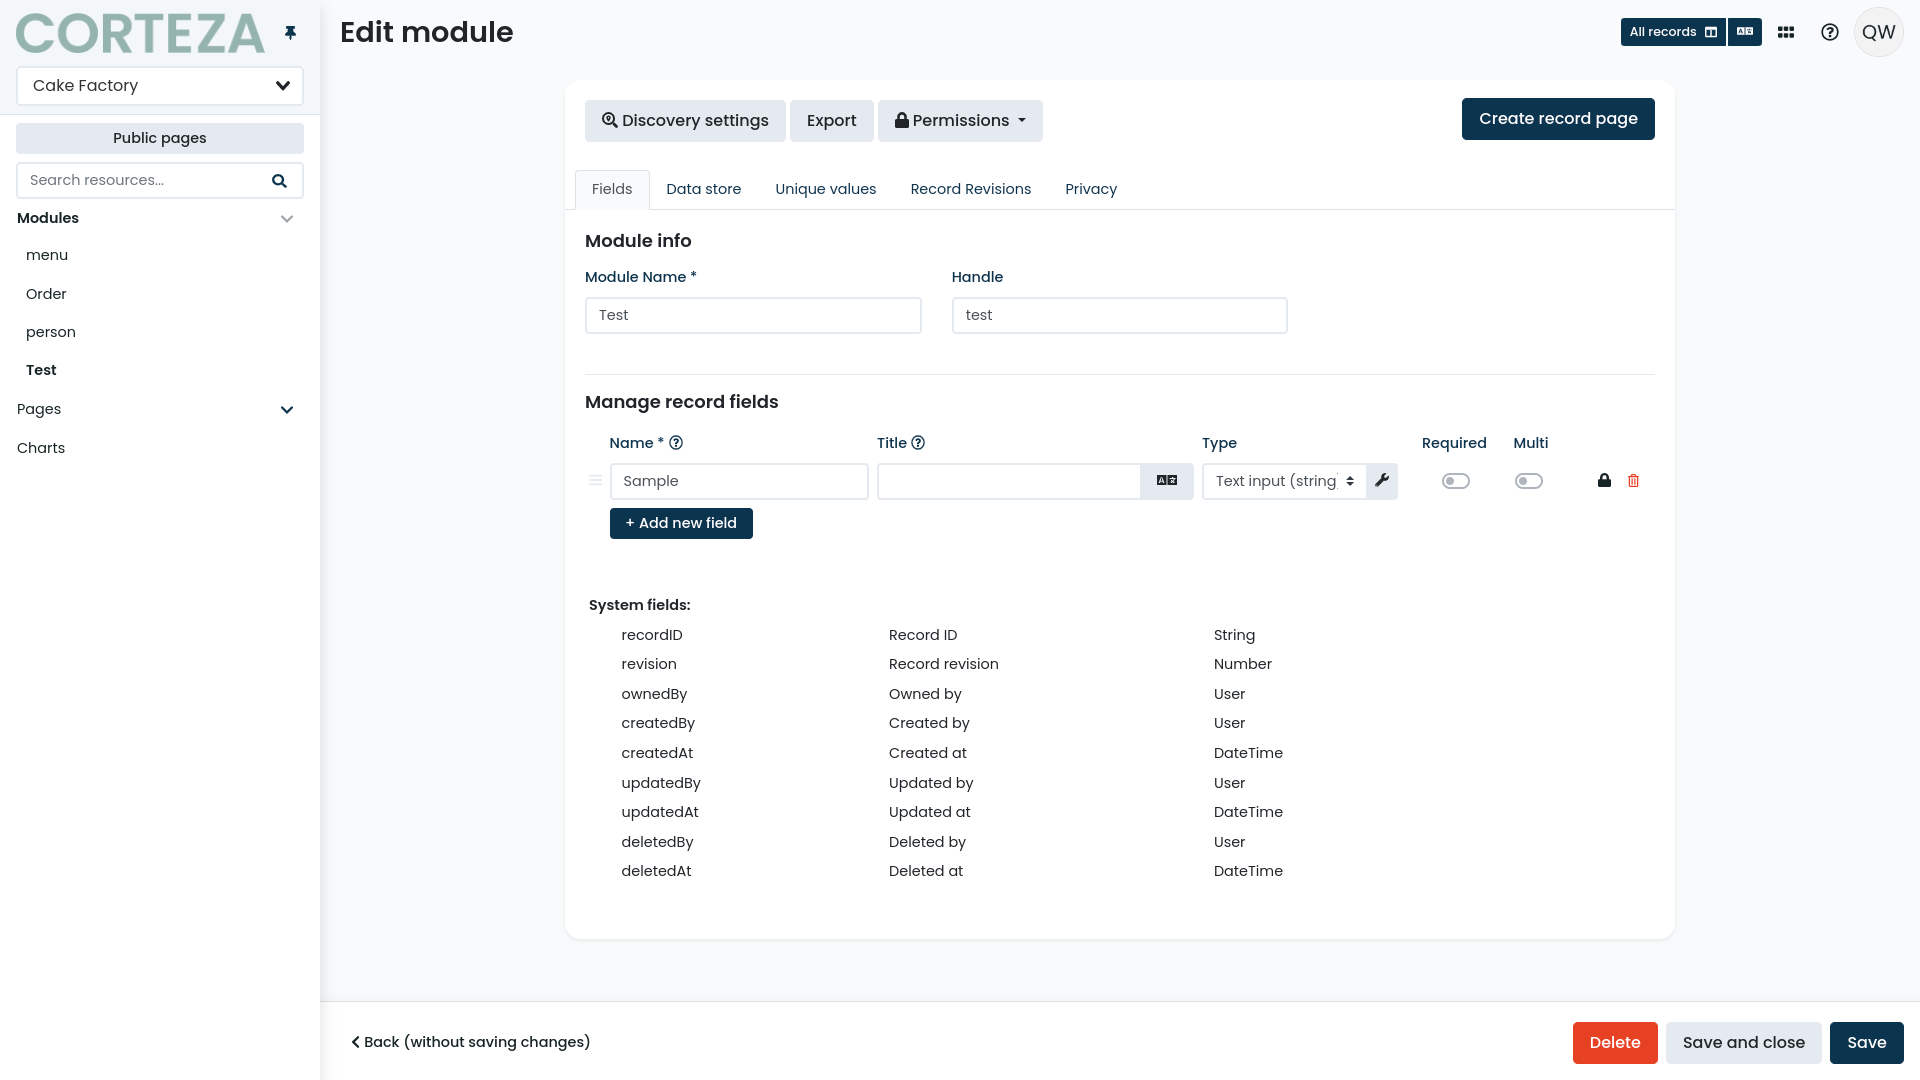 CORTEZA
Cake Factory
Public pages
Search resources...
Modules
menu
Order
person
Test
Pages
Charts
Edit module
All records
QW
Discovery settings
Export
Permissions
Create record page
Fields
Data store
Unique values
Record Revisions
Privacy
Module info
Module Name *
Handle
Test
test
Manage record fields
Name *
Title
Type
Required
Multi
Sample
Text input (string
+ Add new field
System fields:
recordID Record ID String
revision Record revision Number
ownedBy Owned by User
createdBy Created by User
createdAt Created at DateTime
updatedBy Updated by User
updatedAt Updated at DateTime
deletedBy Deleted by User
deletedAt Deleted at DateTime
Back (without saving changes)
Delete
Save and close
Save